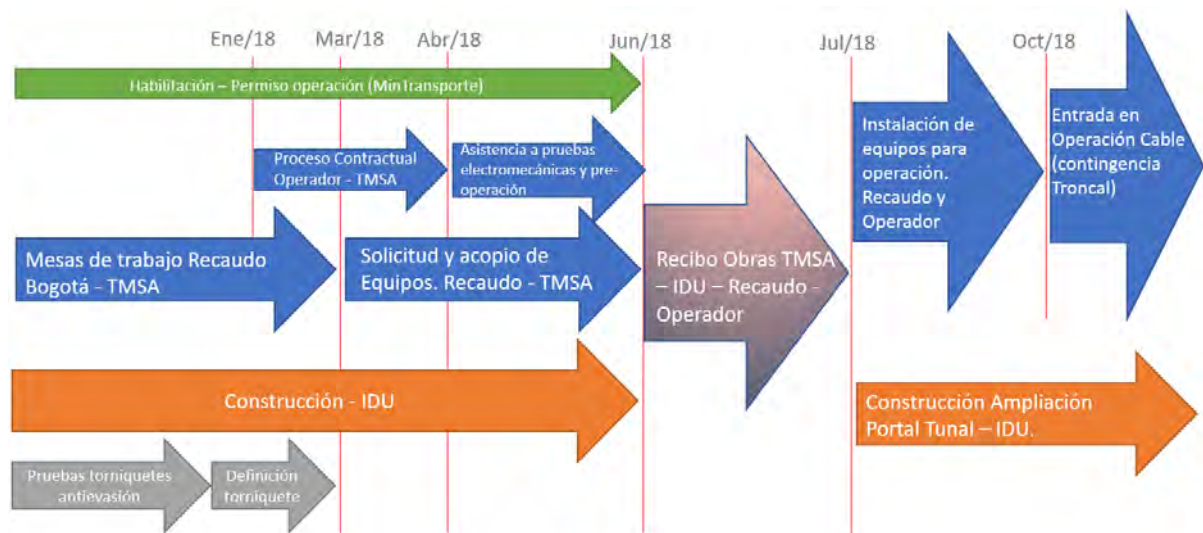 Ene/18
Mar/18
Abr/18
Jun/18
Jul/18
Oct/18
Habilitación – Permiso operación (MinTransporte)
Proceso Contractual
Operador - TMSA
Asistencia a pruebas
electromecánicas y pre-
operación
Instalación de
equipos para
operación.
Recaudo y
Operador
Entrada en
Operación Cable
(contingencia
Troncal)
Mesas de trabajo Recaudo
Bogotá - TMSA
Solicitud y acopio de
Equipos. Recaudo - TMSA
Recibo Obras TMSA
– IDU – Recaudo -
Operador
Construcción - IDU
Construcción Ampliación
Portal Tunal – IDU.
Pruebas torniquetes
antievasión
Definición
torniquete